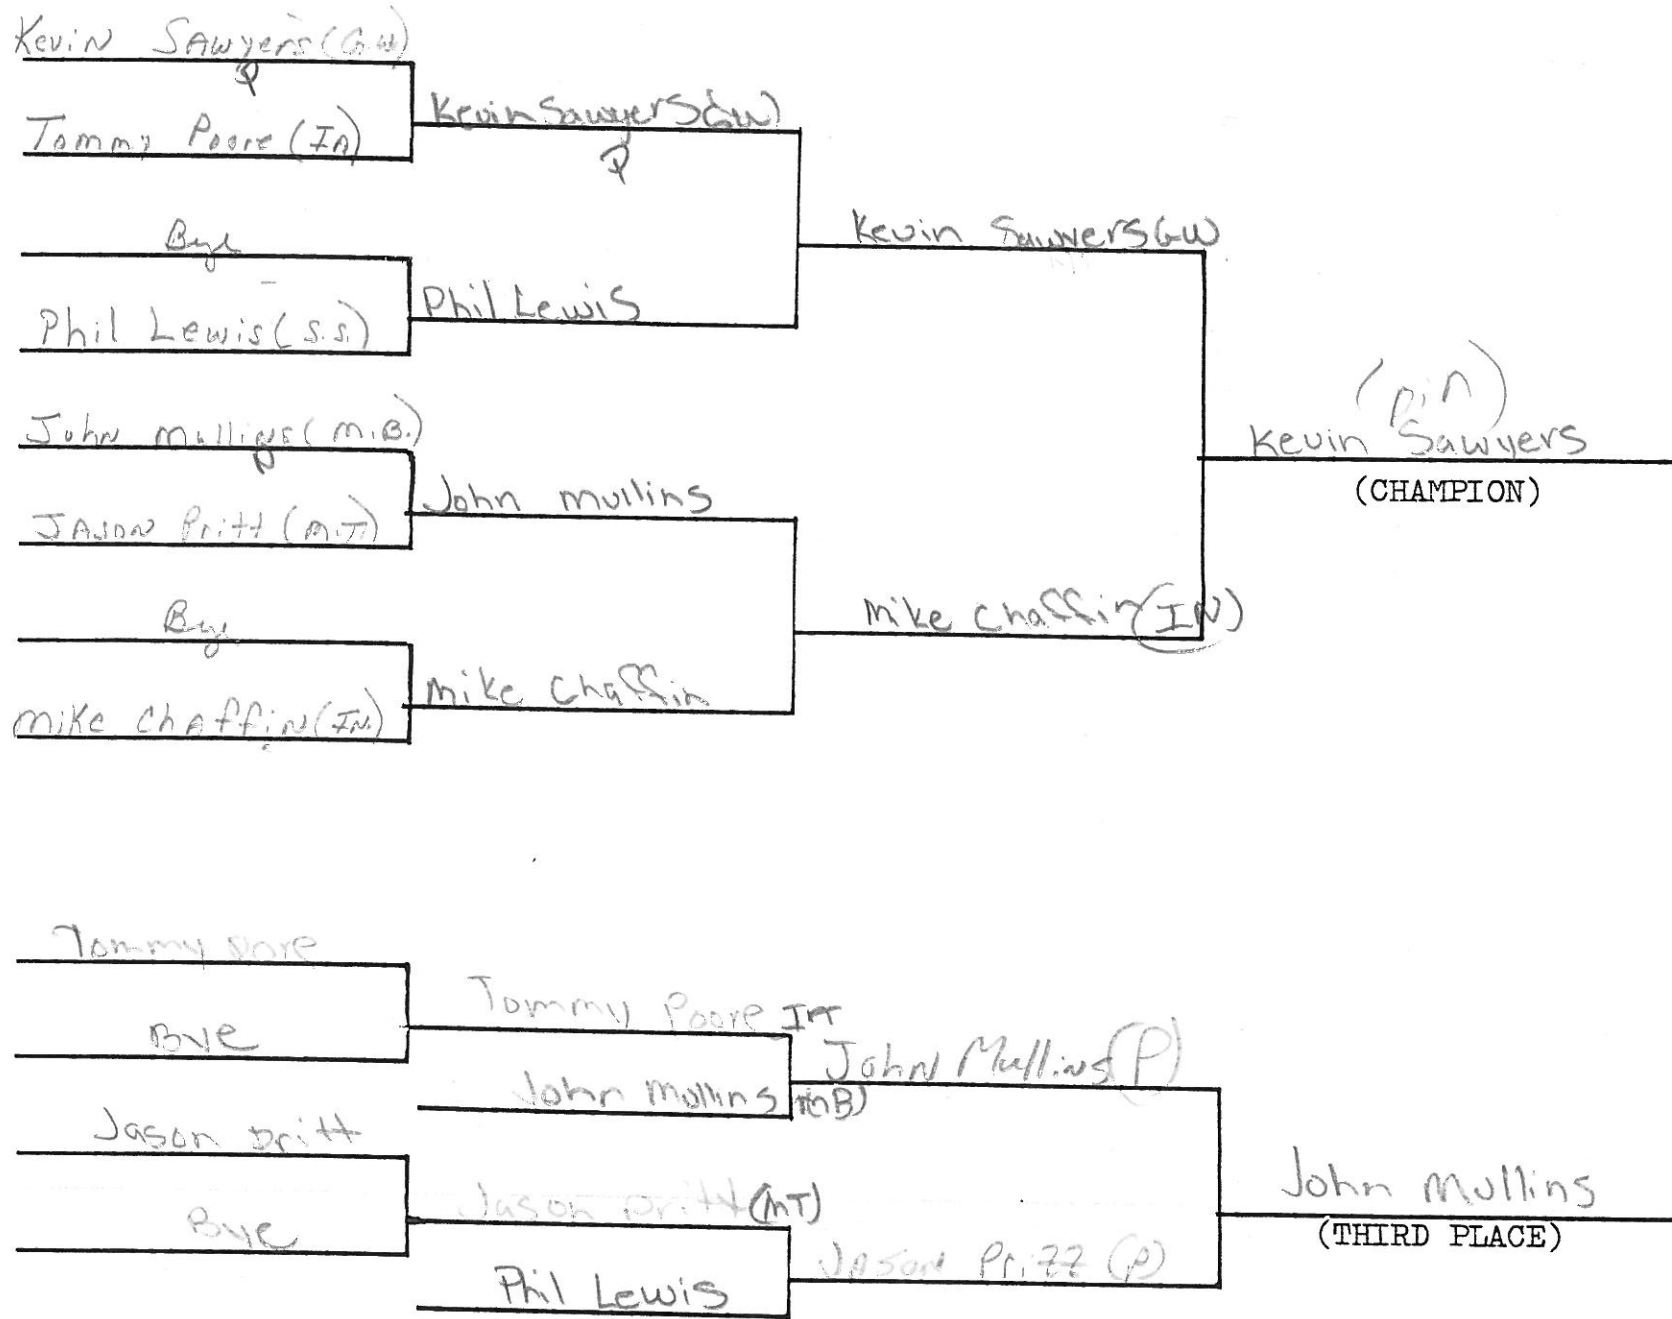 Kevin Sawyers (G.W)
P
Tommy Poore (IA)
Kevin Sawyers (GW)
P
Bye
Phil Lewis (S.S.)
Phil Lewis
Kevin Sawyers GW
John Mullins (M.B.)
P
Jason Pritt (M.T.)
John Mullins
Bye
Mike Chaffin (IN.)
Mike Chaffin
Mike Chaffin (IN)
(pin)
Kevin Sawyers
(CHAMPION)
Tommy Pore
Bye
Tommy Poore
John Mullins (MB)
John Mullins (P)
Jason Pritt
Bye
Jason Pritt (MT)
Phil Lewis
Jason Pritt (P)
John Mullins
(THIRD PLACE)